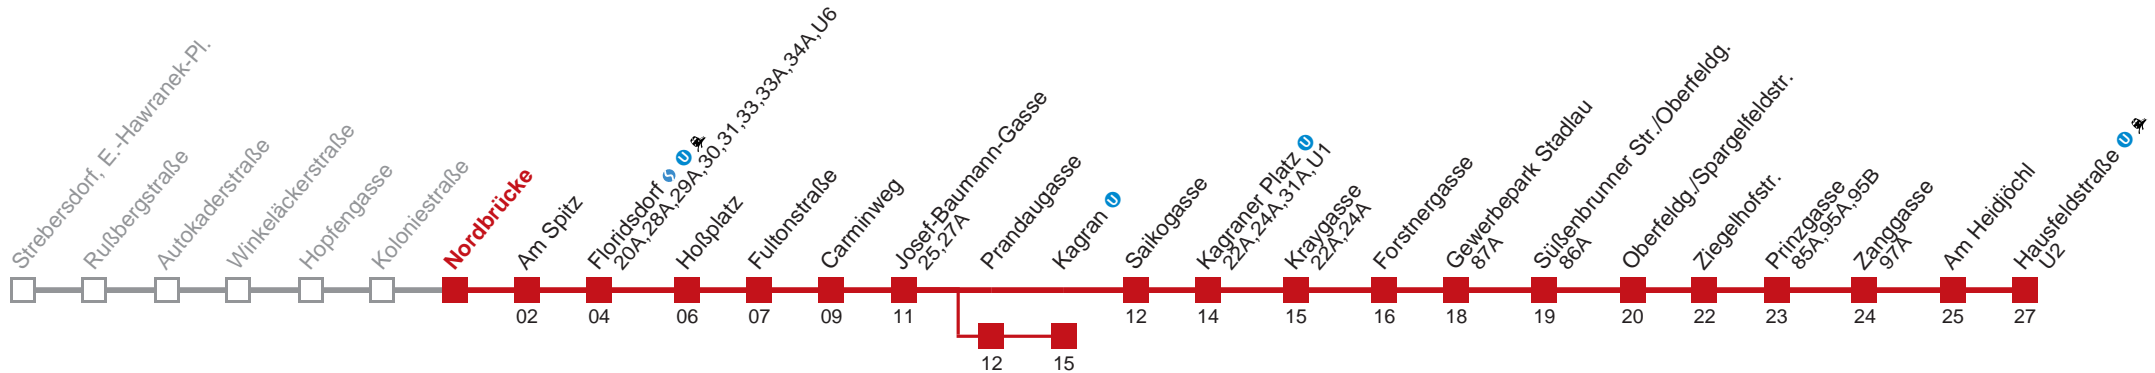 Strebersdorf, E.-Hawranek-Pl.
Rußbergstraße
Autokaderstraße
Winkeläckerstraße
Hopfengasse
Koloniestraße
Nordbrücke
Am Spitz
Floridsdorf S U
20A,28A,29A,30,31,33,33A,34A,U6
Hoßplatz
Fultonstraße
Carminweg
Josef-Baumann-Gasse
25,27A
Prandaugasse
Kagran U
Saikogasse
Kagraner Platz U
22A,24A,31A,U1
Kraygasse
22A,24A
Forstnergasse
Gewerbepark Stadlau
87A
Süßenbrunner Str./Oberfeldg.
86A
Oberfeldg./Spargelfeldstr.
Ziegelhofstr.
Prinzgasse
85A,95A,95B
Zanggasse
97A
Am Heidjöchl
Hausfeldstraße U
U2
02 04 06 07 09 11 12 14 15 16 18 19 20 22 23 24 25 27
12 15